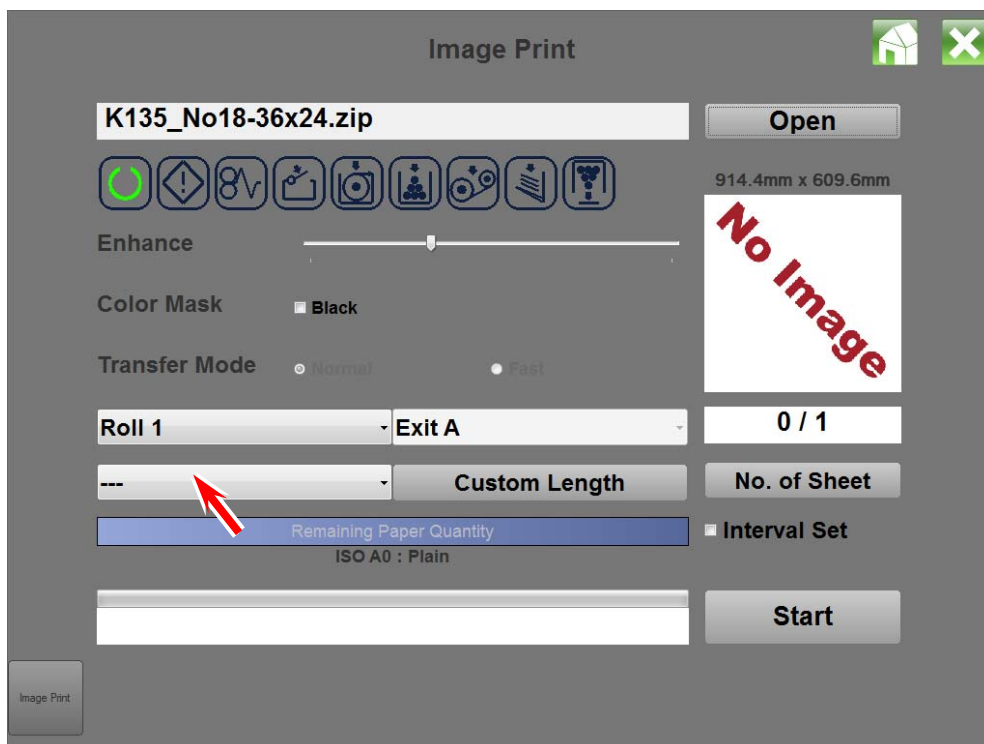 Image Print
K135_No18-36x24.zip
Open
914.4mm x 609.6mm
No Image
Enhance
Color Mask
Black
Transfer Mode
Normal
Fast
Roll 1
Exit A
0 / 1
---
Custom Length
No. of Sheet
Remaining Paper Quantity
Interval Set
ISO A0 : Plain
Start
Image Print